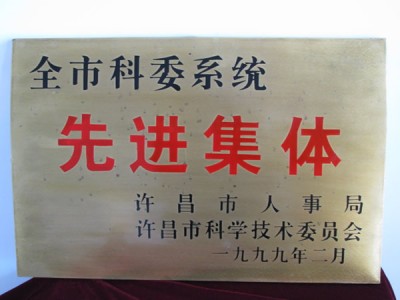 全市科委系统
先进集体
许昌市人事局
许昌市科学技术委员会
一九九九年二月